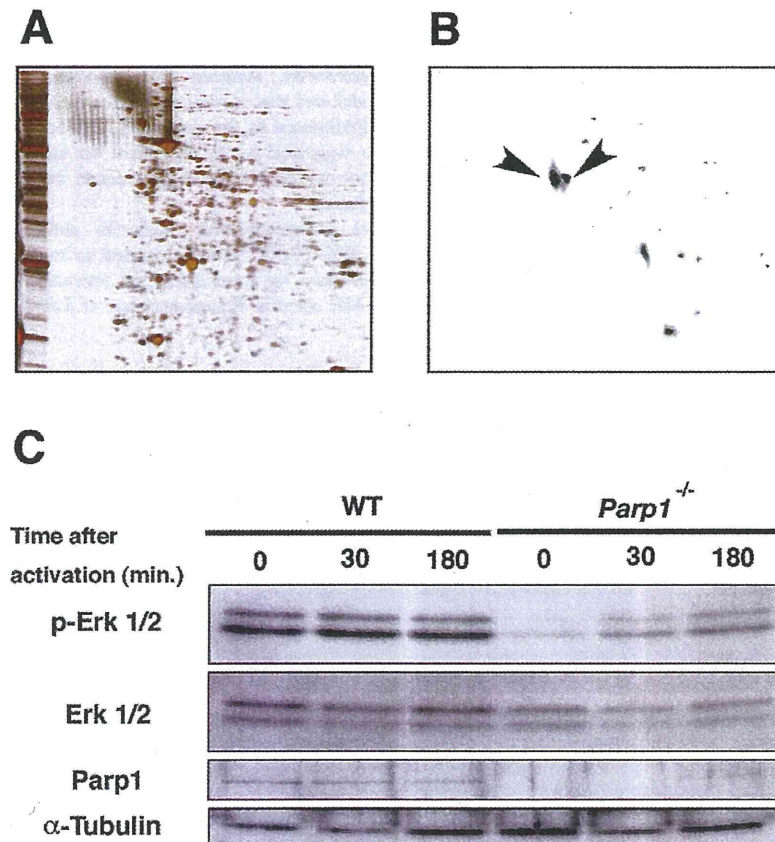 A
B
C
WT
Parp1 -/-
Time after
activation (min.)
0 30 180 0 30 180
p-Erk 1/2
Erk 1/2
Parp1
α-Tubulin